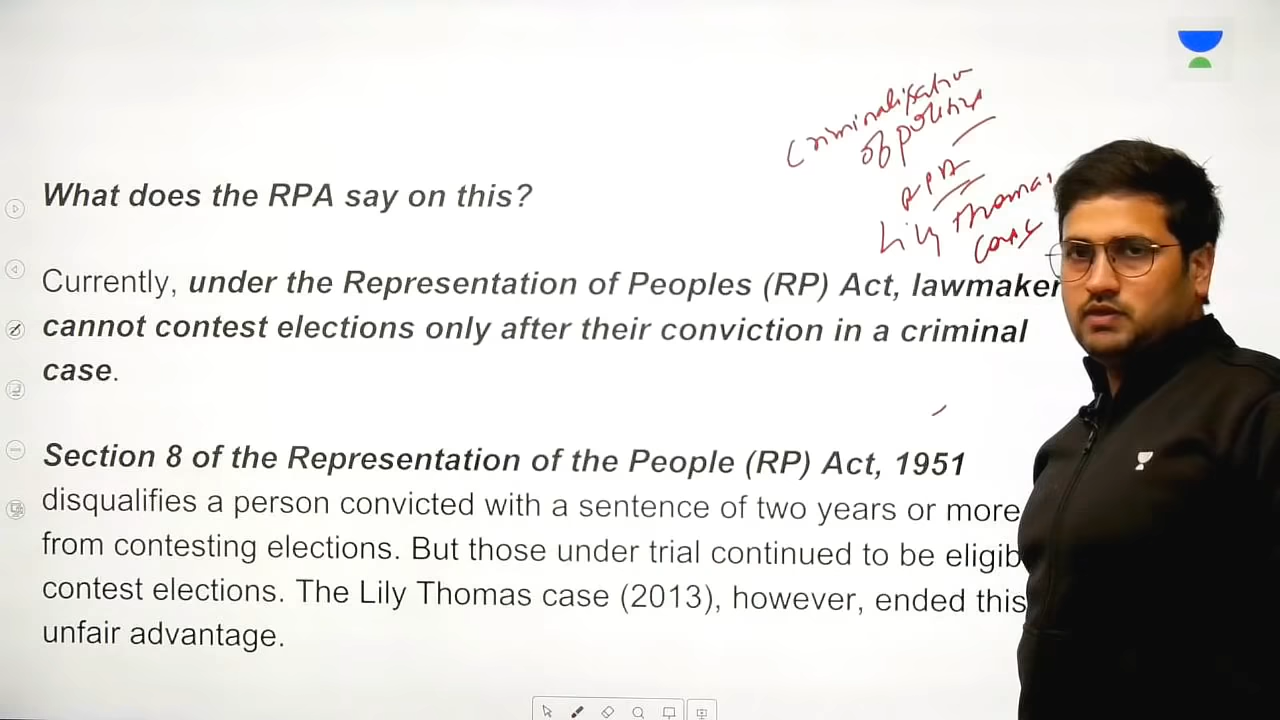 Criminalisation
of politics
RPA
Lily Thomas
case
What does the RPA say on this?
Currently, under the Representation of Peoples (RP) Act, lawmaker
cannot contest elections only after their conviction in a criminal
case.
Section 8 of the Representation of the People (RP) Act, 1951
disqualifies a person convicted with a sentence of two years or more
from contesting elections. But those under trial continued to be eligib
contest elections. The Lily Thomas case (2013), however, ended this
unfair advantage.